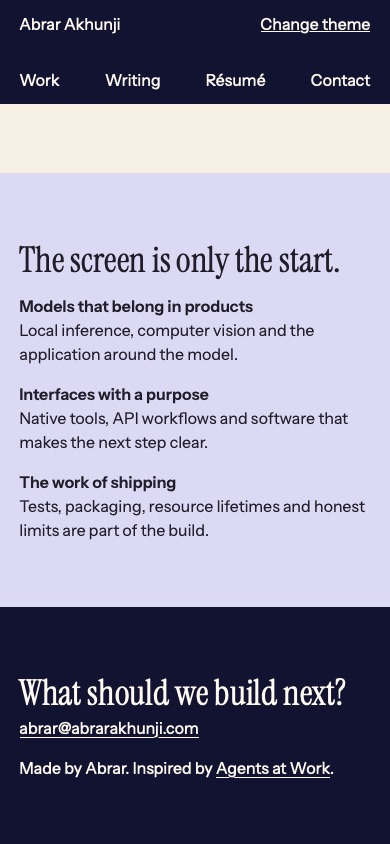 Abrar Akhunji
Change theme
Work
Writing
Résumé
Contact
The screen is only the start.
Models that belong in products
Local inference, computer vision and the
application around the model.
Interfaces with a purpose
Native tools, API workflows and software that
makes the next step clear.
The work of shipping
Tests, packaging, resource lifetimes and honest
limits are part of the build.
What should we build next?
abrar@abrarakhunji.com
Made by Abrar. Inspired by Agents at Work.